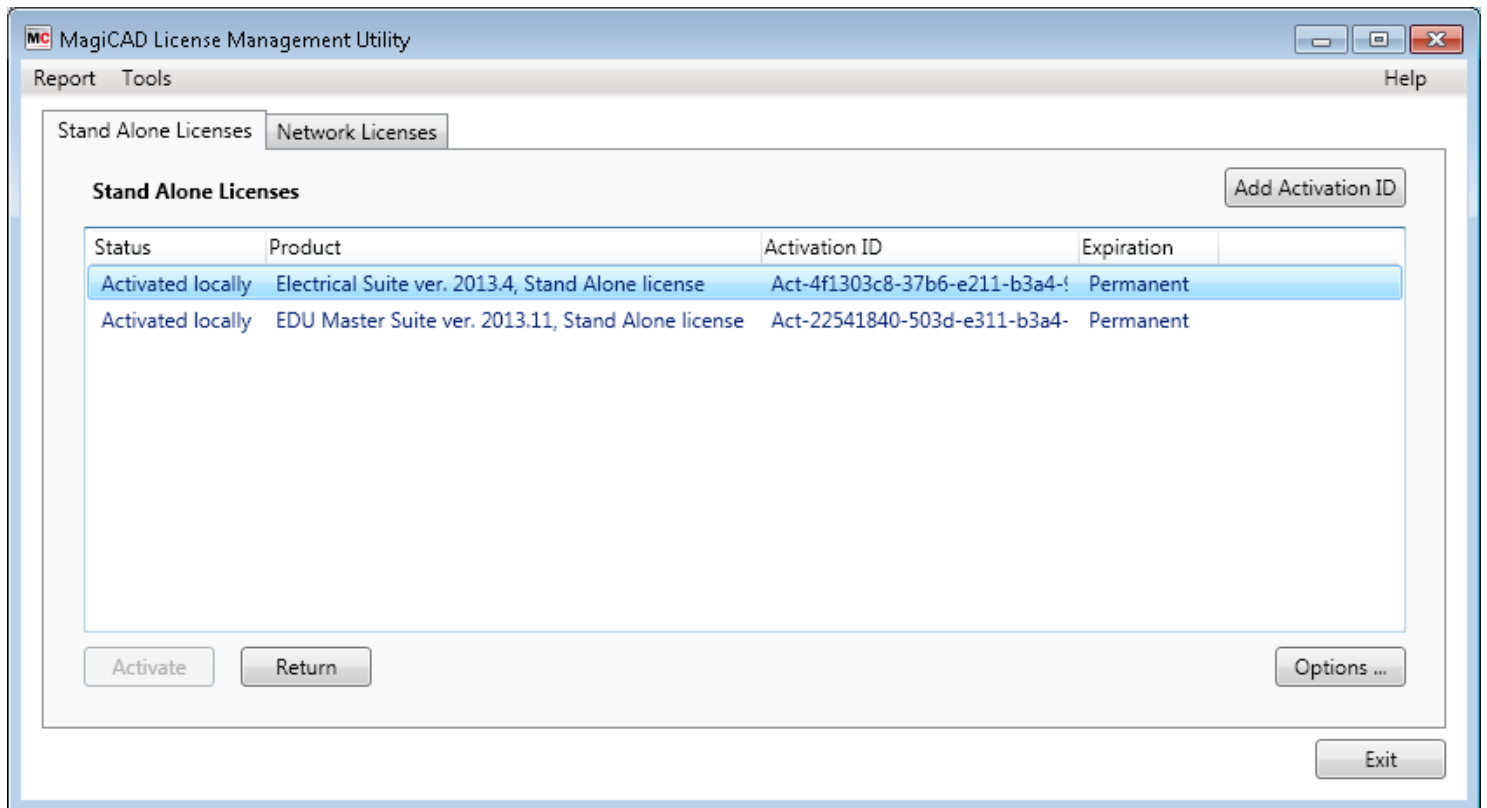 MC MagiCAD License Management Utility
Report Tools Help
Stand Alone Licenses Network Licenses
Stand Alone Licenses Add Activation ID
Status Product Activation ID Expiration
Activated locally Electrical Suite ver. 2013.4, Stand Alone license Act-4f1303c8-37b6-e211-b3a4- Permanent
Activated locally EDU Master Suite ver. 2013.11, Stand Alone license Act-22541840-503d-e311-b3a4- Permanent
Activate Return Options ...
Exit